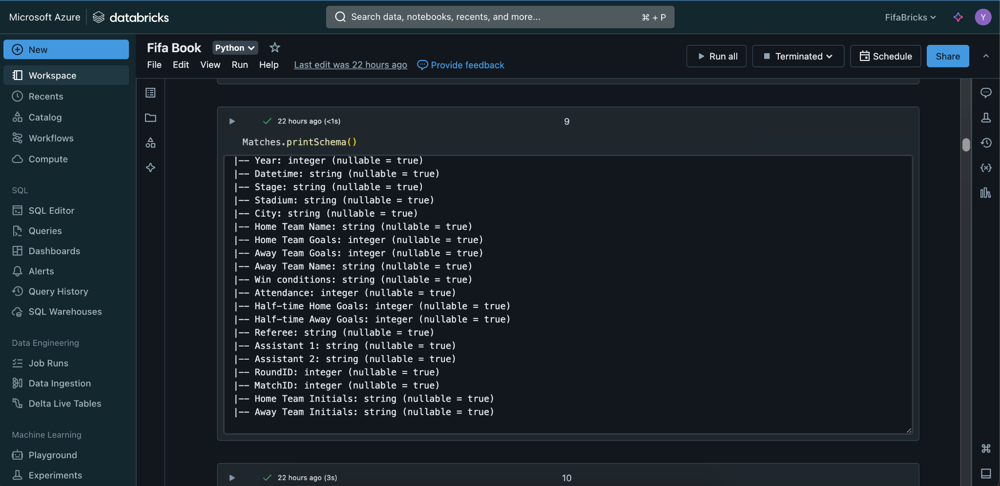 Microsoft Azure
databricks
Search data, notebooks, recents, and more...
⌘ + P
FifaBricks
Y
New
Workspace
Recents
Catalog
Workflows
Compute
SQL
SQL Editor
Queries
Dashboards
Alerts
Query History
SQL Warehouses
Data Engineering
Job Runs
Data Ingestion
Delta Live Tables
Machine Learning
Playground
Experiments
Fifa Book
Python
File Edit View Run Help Last edit was 22 hours ago Provide feedback
Run all
Terminated
Schedule
Share
22 hours ago (<1s)
9
Matches.printSchema()
|-- Year: integer (nullable = true)
|-- Datetime: string (nullable = true)
|-- Stage: string (nullable = true)
|-- Stadium: string (nullable = true)
|-- City: string (nullable = true)
|-- Home Team Name: string (nullable = true)
|-- Home Team Goals: integer (nullable = true)
|-- Away Team Goals: integer (nullable = true)
|-- Away Team Name: string (nullable = true)
|-- Win conditions: string (nullable = true)
|-- Attendance: integer (nullable = true)
|-- Half-time Home Goals: integer (nullable = true)
|-- Half-time Away Goals: integer (nullable = true)
|-- Referee: string (nullable = true)
|-- Assistant 1: string (nullable = true)
|-- Assistant 2: string (nullable = true)
|-- RoundID: integer (nullable = true)
|-- MatchID: integer (nullable = true)
|-- Home Team Initials: string (nullable = true)
|-- Away Team Initials: string (nullable = true)
22 hours ago (3s)
10